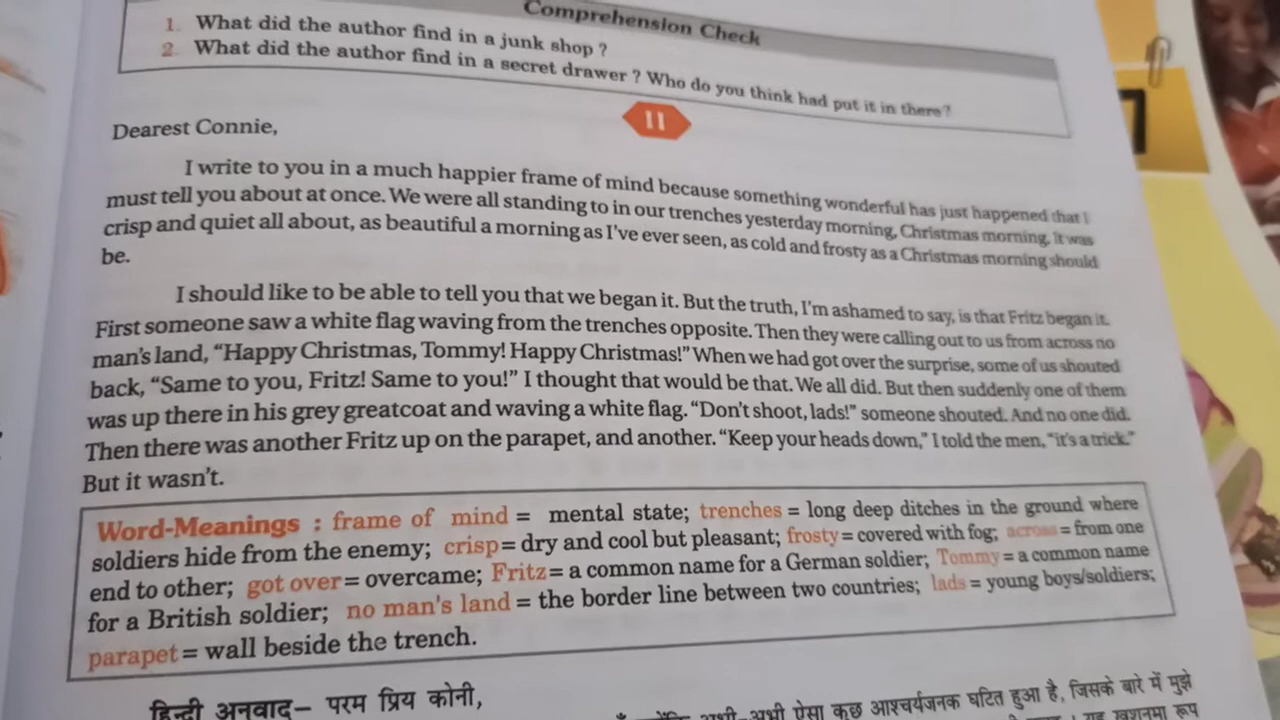 Comprehension Check
1. What did the author find in a junk shop ?
2. What did the author find in a secret drawer ? Who do you think had put it in there?
II
Dearest Connie,
I write to you in a much happier frame of mind because something wonderful has just happened that I
must tell you about at once. We were all standing to in our trenches yesterday morning, Christmas morning. It was
crisp and quiet all about, as beautiful a morning as I've ever seen, as cold and frosty as a Christmas morning should
be.
I should like to be able to tell you that we began it. But the truth, I'm ashamed to say, is that Fritz began it.
First someone saw a white flag waving from the trenches opposite. Then they were calling out to us from across no
man's land, “Happy Christmas, Tommy! Happy Christmas!” When we had got over the surprise, some of us shouted
back, “Same to you, Fritz! Same to you!” I thought that would be that. We all did. But then suddenly one of them
was up there in his grey greatcoat and waving a white flag. “Don't shoot, lads!” someone shouted. And no one did.
Then there was another Fritz up on the parapet, and another. “Keep your heads down,” I told the men, “it's a trick.”
But it wasn't.
Word-Meanings : frame of mind = mental state; trenches = long deep ditches in the ground where
soldiers hide from the enemy; crisp = dry and cool but pleasant; frosty = covered with fog; across = from one
end to other; got over = overcame; Fritz = a common name for a German soldier; Tommy = a common name
for a British soldier; no man's land = the border line between two countries; lads = young boys/soldiers;
parapet = wall beside the trench.
हिन्दी अनुवाद– परम प्रिय कोनी,
अभी–अभी ऐसा कुछ आश्चर्यजनक घटित हुआ है, जिसके बारे में मुझे